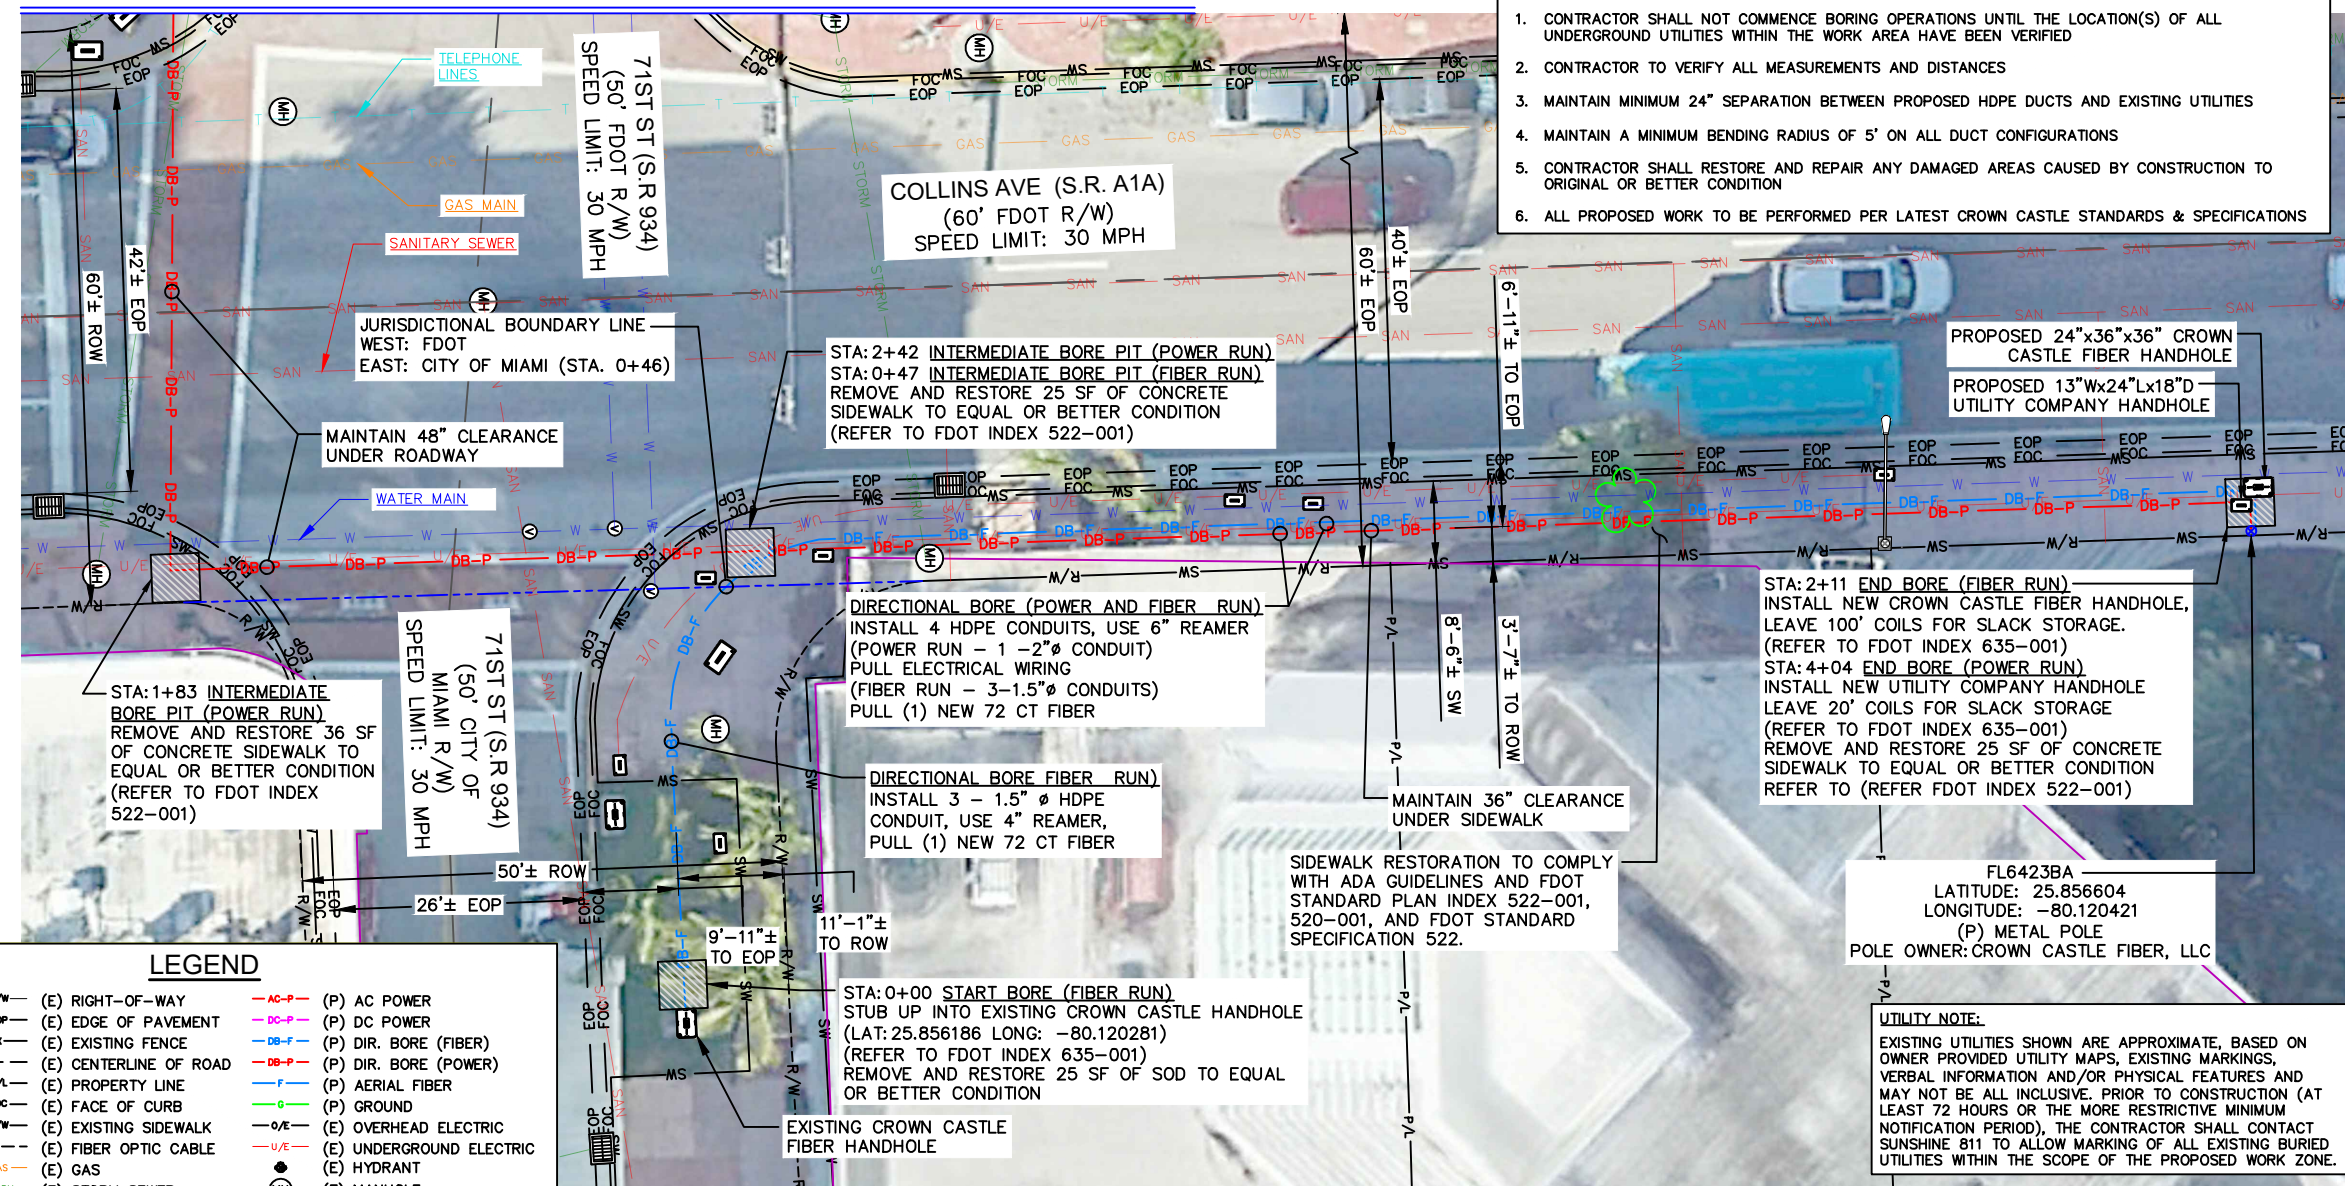 1. CONTRACTOR SHALL NOT COMMENCE BORING OPERATIONS UNTIL THE LOCATION(S) OF ALL
UNDERGROUND UTILITIES WITHIN THE WORK AREA HAVE BEEN VERIFIED
2. CONTRACTOR TO VERIFY ALL MEASUREMENTS AND DISTANCES
3. MAINTAIN MINIMUM 24" SEPARATION BETWEEN PROPOSED HDPE DUCTS AND EXISTING UTILITIES
4. MAINTAIN A MINIMUM BENDING RADIUS OF 5' ON ALL DUCT CONFIGURATIONS
5. CONTRACTOR SHALL RESTORE AND REPAIR ANY DAMAGED AREAS CAUSED BY CONSTRUCTION TO
ORIGINAL OR BETTER CONDITION
6. ALL PROPOSED WORK TO BE PERFORMED PER LATEST CROWN CASTLE STANDARDS & SPECIFICATIONS
TELEPHONE
LINES
GAS MAIN
SANITARY SEWER
71ST ST (S.R 934)
(50' FDOT R/W)
SPEED LIMIT: 30 MPH
COLLINS AVE (S.R. A1A)
(60' FDOT R/W)
SPEED LIMIT: 30 MPH
60'± ROW
42'± EOP
60'± EOP
40'± EOP
6'-11"± TO EOP
JURISDICTIONAL BOUNDARY LINE
WEST: FDOT
EAST: CITY OF MIAMI (STA. 0+46)
STA: 2+42 INTERMEDIATE BORE PIT (POWER RUN)
STA: 0+47 INTERMEDIATE BORE PIT (FIBER RUN)
REMOVE AND RESTORE 25 SF OF CONCRETE
SIDEWALK TO EQUAL OR BETTER CONDITION
(REFER TO FDOT INDEX 522-001)
PROPOSED 24"x36"x36" CROWN
CASTLE FIBER HANDHOLE
PROPOSED 13"Wx24"Lx18"D
UTILITY COMPANY HANDHOLE
MAINTAIN 48" CLEARANCE
UNDER ROADWAY
WATER MAIN
STA: 1+83 INTERMEDIATE
BORE PIT (POWER RUN)
REMOVE AND RESTORE 36 SF
OF CONCRETE SIDEWALK TO
EQUAL OR BETTER CONDITION
(REFER TO FDOT INDEX
522-001)
71ST ST (S.R 934)
(50' CITY OF
MIAMI R/W)
SPEED LIMIT: 30 MPH
DIRECTIONAL BORE (POWER AND FIBER RUN)
INSTALL 4 HDPE CONDUITS, USE 6" REAMER
(POWER RUN - 1 -2"ø CONDUIT)
PULL ELECTRICAL WIRING
(FIBER RUN - 3-1.5"ø CONDUITS)
PULL (1) NEW 72 CT FIBER
8'-6"± SW
3'-7"± TO ROW
STA: 2+11 END BORE (FIBER RUN)
INSTALL NEW CROWN CASTLE FIBER HANDHOLE,
LEAVE 100' COILS FOR SLACK STORAGE.
(REFER TO FDOT INDEX 635-001)
STA: 4+04 END BORE (POWER RUN)
INSTALL NEW UTILITY COMPANY HANDHOLE
LEAVE 20' COILS FOR SLACK STORAGE
(REFER TO FDOT INDEX 635-001)
REMOVE AND RESTORE 25 SF OF CONCRETE
SIDEWALK TO EQUAL OR BETTER CONDITION
REFER TO (REFER FDOT INDEX 522-001)
DIRECTIONAL BORE FIBER RUN)
INSTALL 3 - 1.5" ø HDPE
CONDUIT, USE 4" REAMER,
PULL (1) NEW 72 CT FIBER
MAINTAIN 36" CLEARANCE
UNDER SIDEWALK
SIDEWALK RESTORATION TO COMPLY
WITH ADA GUIDELINES AND FDOT
STANDARD PLAN INDEX 522-001,
520-001, AND FDOT STANDARD
SPECIFICATION 522.
FL6423BA
LATITUDE: 25.856604
LONGITUDE: -80.120421
(P) METAL POLE
POLE OWNER: CROWN CASTLE FIBER, LLC
50'± ROW
26'± EOP
9'-11"±
TO EOP
11'-1"±
TO ROW
STA: 0+00 START BORE (FIBER RUN)
STUB UP INTO EXISTING CROWN CASTLE HANDHOLE
(LAT: 25.856186 LONG: -80.120281)
(REFER TO FDOT INDEX 635-001)
REMOVE AND RESTORE 25 SF OF SOD TO EQUAL
OR BETTER CONDITION
EXISTING CROWN CASTLE
FIBER HANDHOLE
LEGEND
(E) RIGHT-OF-WAY
(E) EDGE OF PAVEMENT
(E) EXISTING FENCE
(E) CENTERLINE OF ROAD
(E) PROPERTY LINE
(E) FACE OF CURB
(E) EXISTING SIDEWALK
(E) FIBER OPTIC CABLE
(E) GAS
AC-P (P) AC POWER
DC-P (P) DC POWER
DB-F (P) DIR. BORE (FIBER)
DB-P (P) DIR. BORE (POWER)
F (P) AERIAL FIBER
G (P) GROUND
O/E (E) OVERHEAD ELECTRIC
U/E (E) UNDERGROUND ELECTRIC
(E) HYDRANT
UTILITY NOTE:
EXISTING UTILITIES SHOWN ARE APPROXIMATE, BASED ON
OWNER PROVIDED UTILITY MAPS, EXISTING MARKINGS,
VERBAL INFORMATION AND/OR PHYSICAL FEATURES AND
MAY NOT BE ALL INCLUSIVE. PRIOR TO CONSTRUCTION (AT
LEAST 72 HOURS OR THE MORE RESTRICTIVE MINIMUM
NOTIFICATION PERIOD), THE CONTRACTOR SHALL CONTACT
SUNSHINE 811 TO ALLOW MARKING OF ALL EXISTING BURIED
UTILITIES WITHIN THE SCOPE OF THE PROPOSED WORK ZONE.